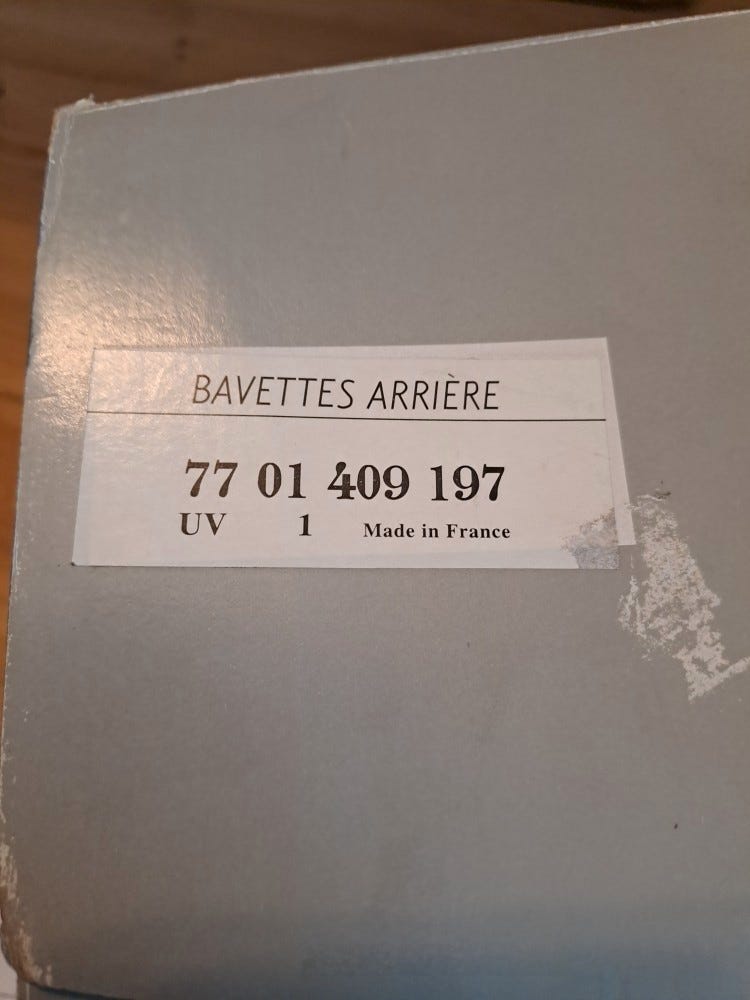 BAVETTES ARRIÈRE
77 01 409 197
UV 1 Made in France